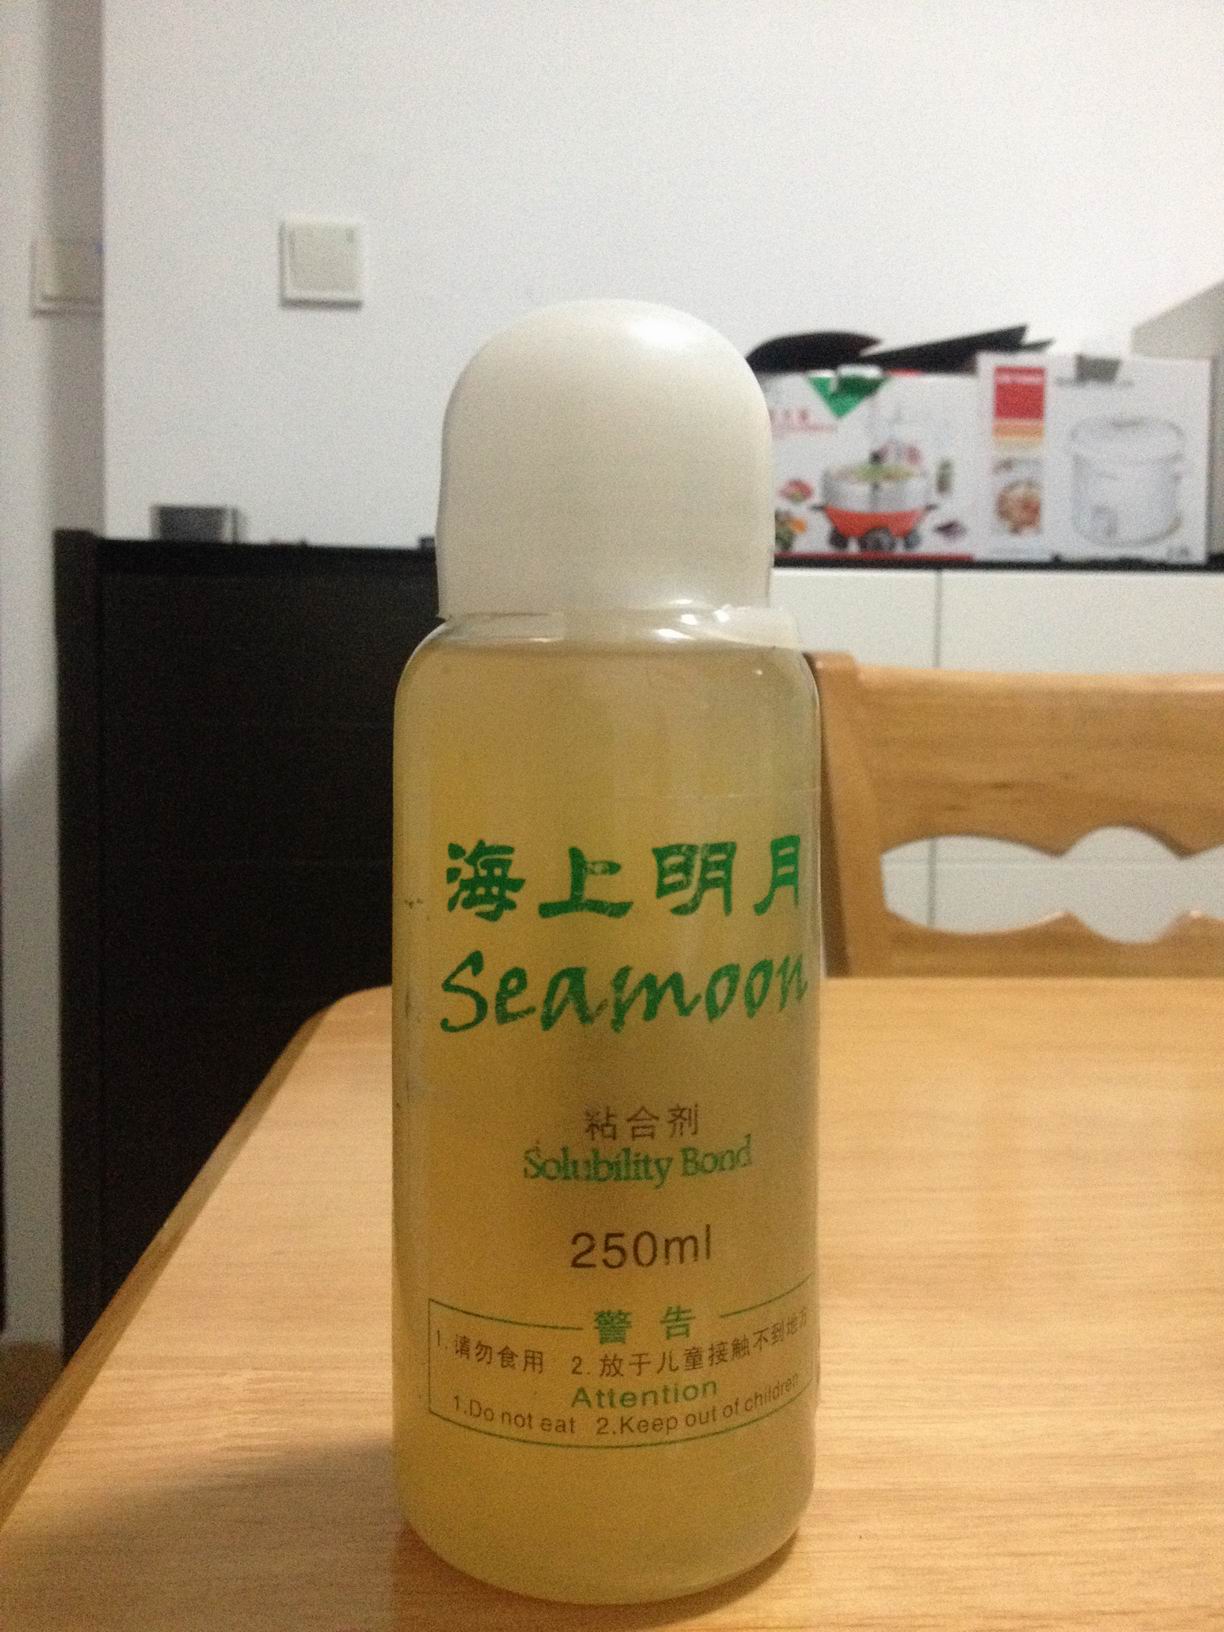 海上明月
Seamoon
粘合剂
Solubility Bond
250ml
警告
1. 请勿食用 2. 放于儿童接触不到地方
Attention
1.Do not eat 2.Keep out of children